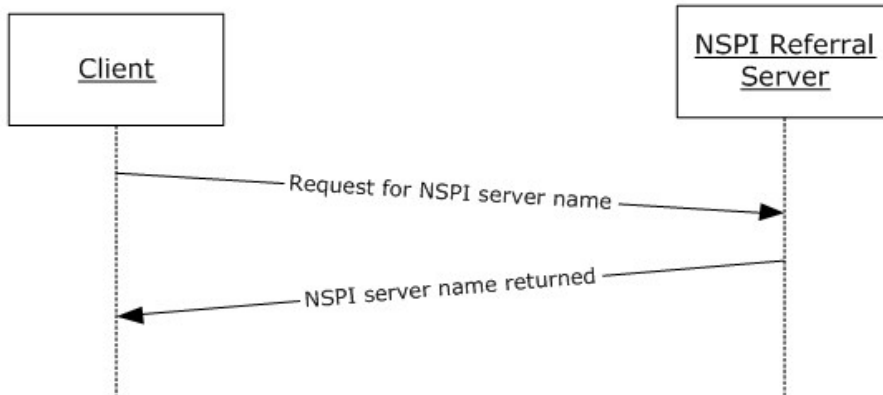 Client
NSPI Referral
Server
Request for NSPI server name
NSPI server name returned